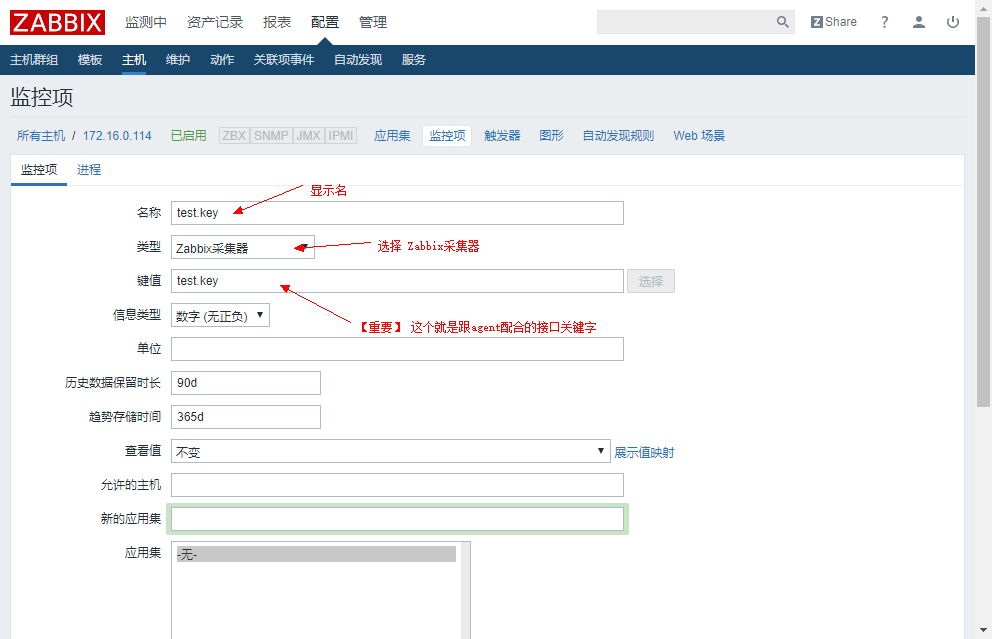 ZABBIX 监测中 资产记录 报表 配置 管理 Z Share ?
主机群组 模板 主机 维护 动作 关联项事件 自动发现 服务
监控项
所有主机 / 172.16.0.114 已启用 ZBX SNMP JMX IPMI 应用集 监控项 触发器 图形 自动发现规则 Web 场景
监控项 进程
显示名
名称 test.key
类型 Zabbix采集器 选择 Zabbix采集器
键值 test.key 选择
信息类型 数字 (无正负)
【重要】 这个就是跟agent配合的接口关键字
单位
历史数据保留时长 90d
趋势存储时间 365d
查看值 不变 展示值映射
允许的主机
新的应用集
应用集 -无-